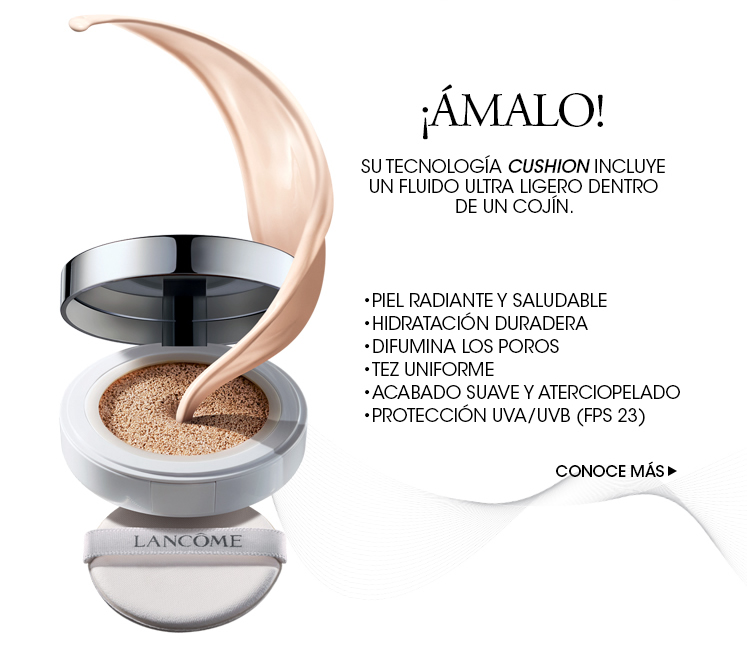 ¡ÁMALO!
SU TECNOLOGÍA CUSHION INCLUYE
UN FLUIDO ULTRA LIGERO DENTRO
DE UN COJÍN.
•PIEL RADIANTE Y SALUDABLE
•HIDRATACIÓN DURADERA
•DIFUMINA LOS POROS
•TEZ UNIFORME
•ACABADO SUAVE Y ATERCIOPELADO
•PROTECCIÓN UVA/UVB (FPS 23)
CONOCE MÁS▶
LANCÔME